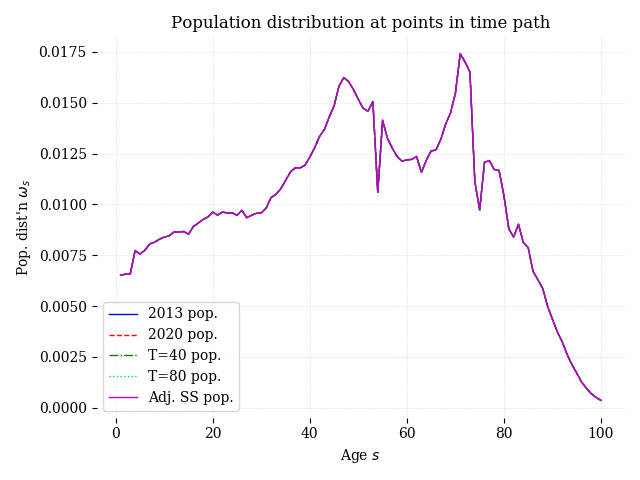 Population distribution at points in time path
Pop. dist'n ω_s
0.0175
0.0150
0.0125
0.0100
0.0075
0.0050
0.0025
0.0000
2013 pop.
2020 pop.
T=40 pop.
T=80 pop.
Adj. SS pop.
0 20 40 60 80 100
Age s